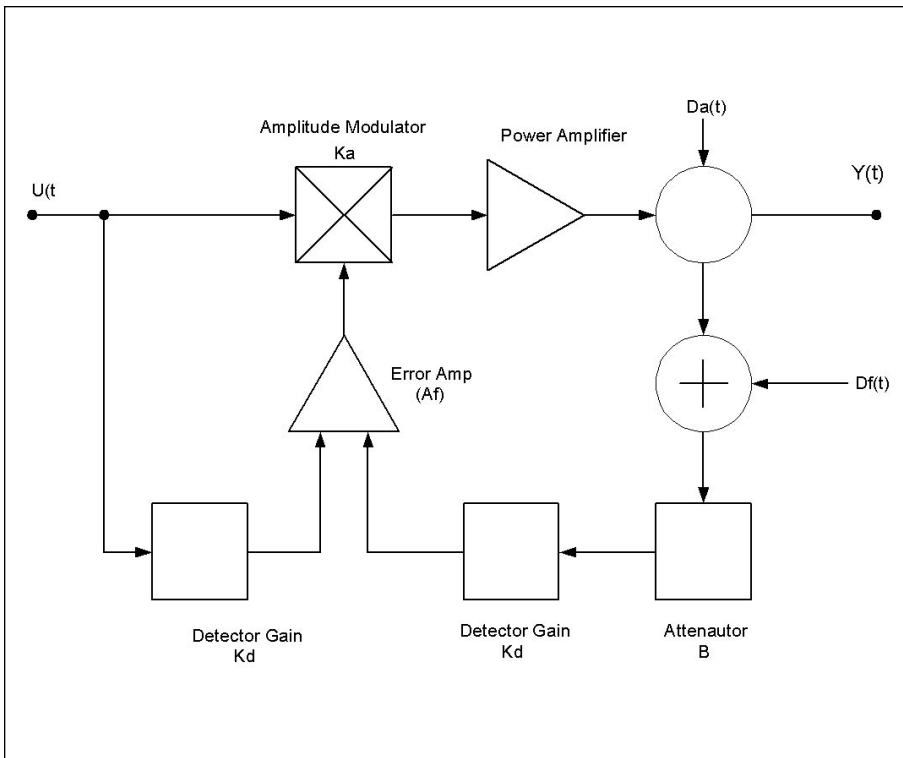 Da(t)
Amplitude Modulator
Ka
Power Amplifier
U(t
Y(t)
Error Amp
(Af)
Df(t)
Detector Gain
Kd
Detector Gain
Kd
Attenautor
B